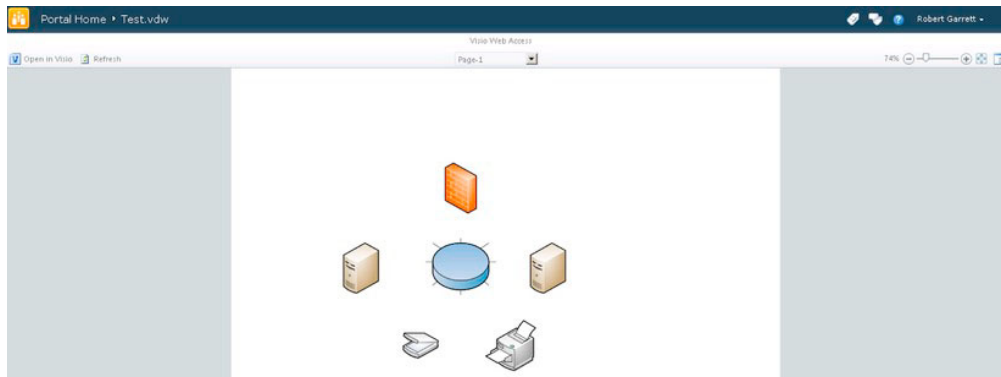 Portal Home ▸ Test.vdw
Robert Garrett
Visio Web Access
Open in Visio Refresh
Page-1
74%